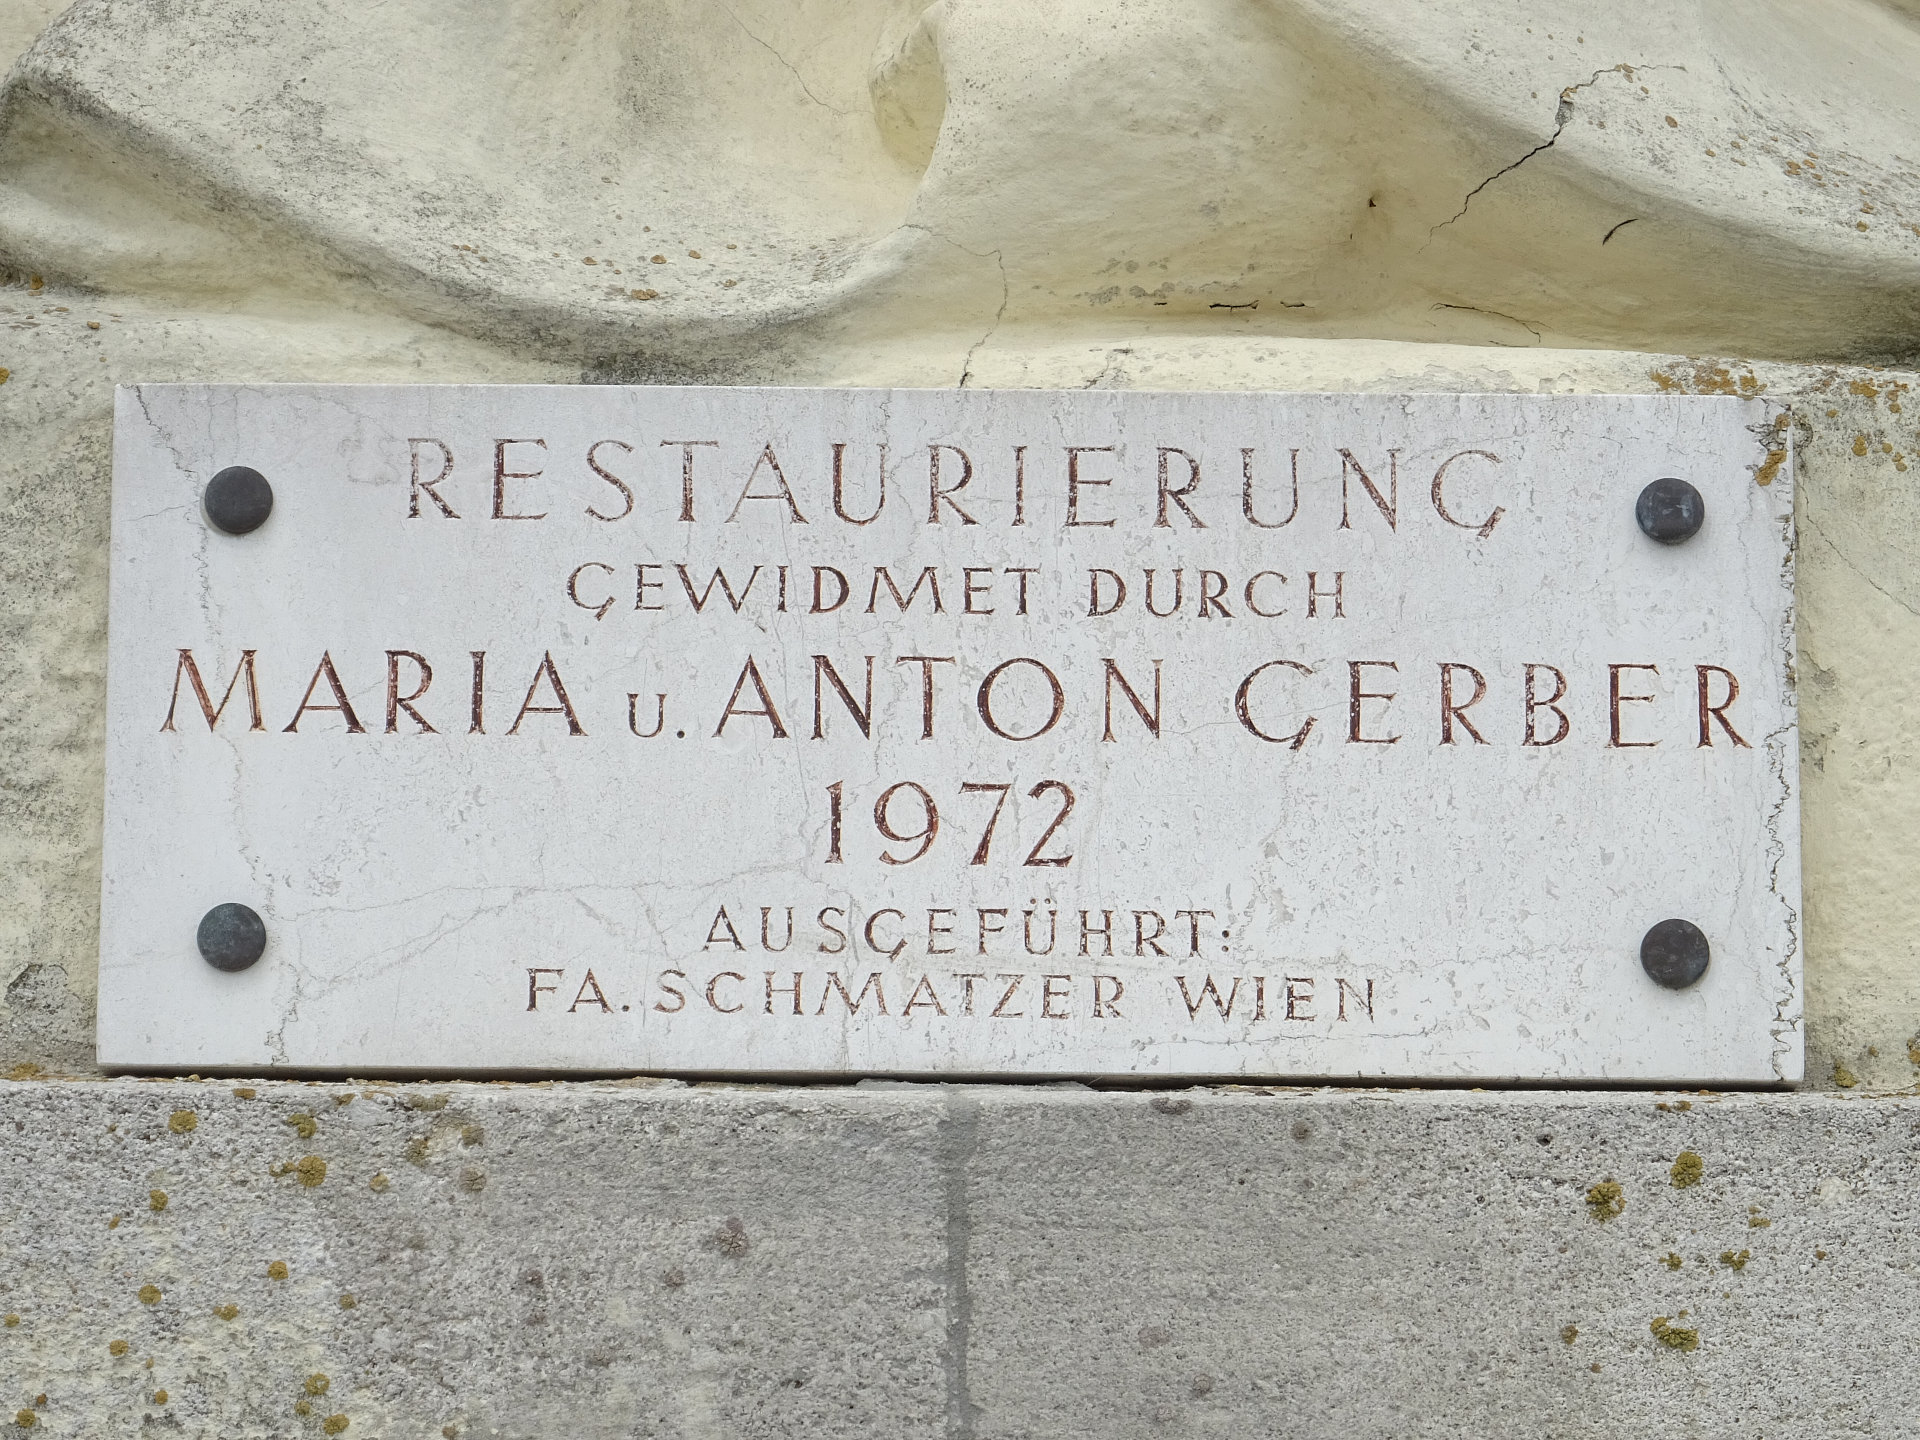 RESTAURIERUNG
GEWIDMET DURCH
MARIA u. ANTON GERBER
1972
AUSGEFÜHRT:
FA. SCHMATZER WIEN